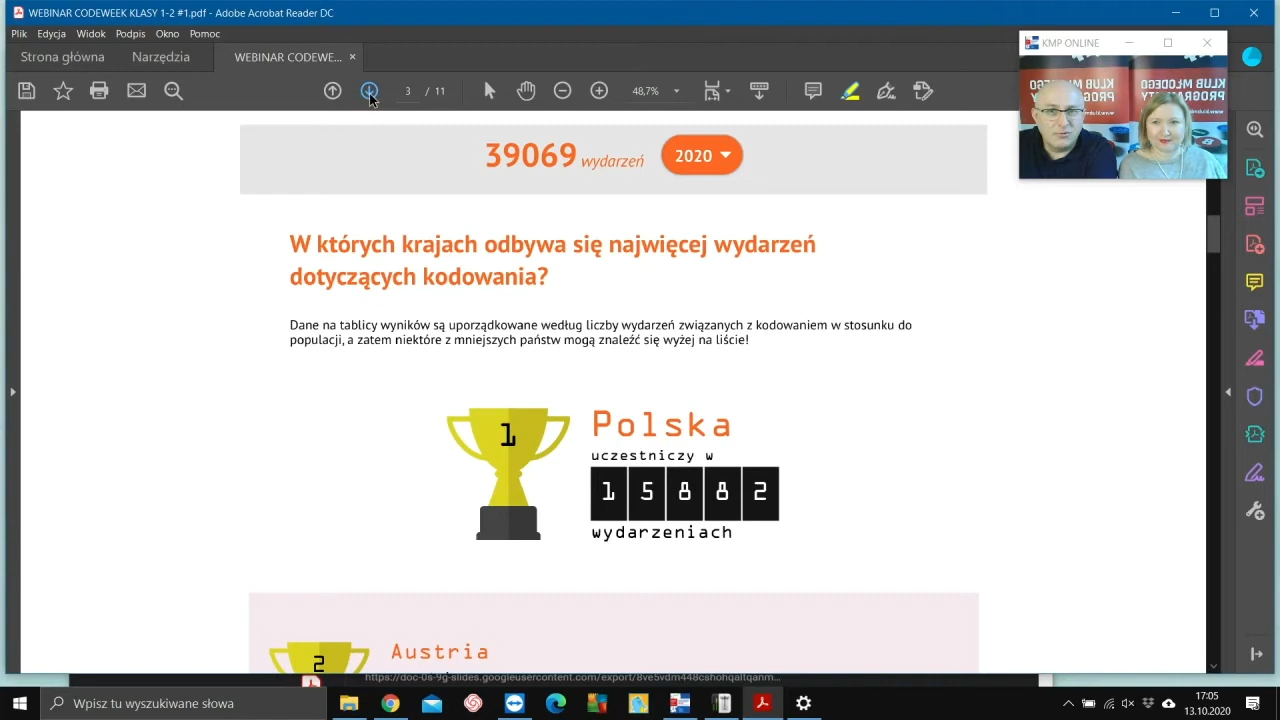 WEBINAR CODEWEEK KLASY 1-2 #1.pdf - Adobe Acrobat Reader DC
Plik Edycja Widok Podpis Okno Pomoc
Strona główna Narzędzia WEBINAR CODEWE... ×
3 / 11 48,7%
KMP ONLINE
KLUB MŁODEGO
39069 wydarzeń 2020
W których krajach odbywa się najwięcej wydarzeń
dotyczących kodowania?
Dane na tablicy wyników są uporządkowane według liczby wydarzeń związanych z kodowaniem w stosunku do
populacji, a zatem niektóre z mniejszych państw mogą znaleźć się wyżej na liście!
1
Polska
uczestniczy w
15882
wydarzeniach
2
Austria
Wpisz tu wyszukiwane słowa
17:05
13.10.2020